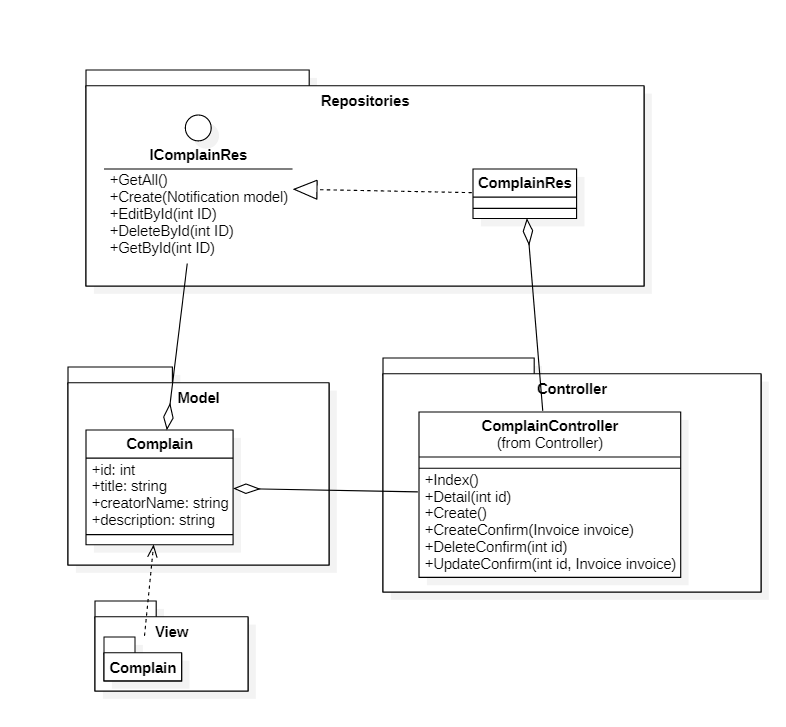 Repositories
IComplainRes
+GetAll()
+Create(Notification model)
+EditById(int ID)
+DeleteById(int ID)
+GetById(int ID)
ComplainRes
Model
Complain
+id: int
+title: string
+creatorName: string
+description: string
Controller
ComplainController
(from Controller)
+Index()
+Detail(int id)
+Create()
+CreateConfirm(Invoice invoice)
+DeleteConfirm(int id)
+UpdateConfirm(int id, Invoice invoice)
View
Complain